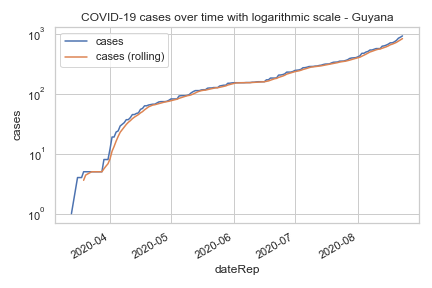 COVID-19 cases over time with logarithmic scale - Guyana
cases
cases (rolling)
10³
10²
10¹
10⁰
cases
2020-04
2020-05
2020-06
2020-07
2020-08
dateRep